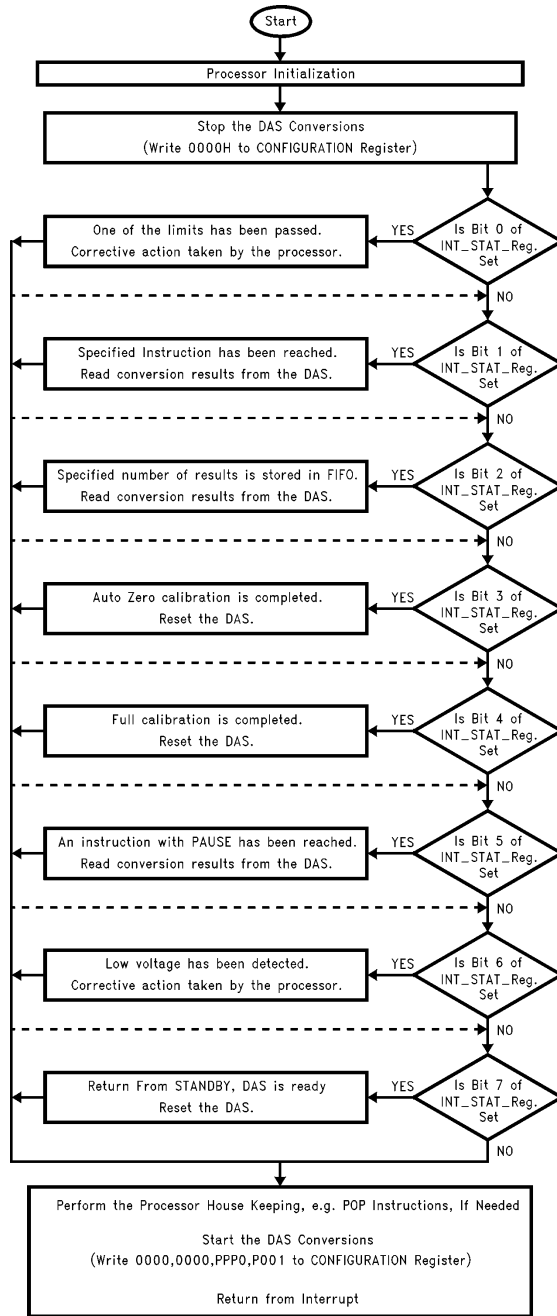 Start
Processor Initialization
Stop the DAS Conversions
(Write 0000H to CONFIGURATION Register)
One of the limits has been passed.
Corrective action taken by the processor.
YES
Is Bit 0 of
INT_STAT_Reg.
Set
NO
Specified Instruction has been reached.
Read conversion results from the DAS.
YES
Is Bit 1 of
INT_STAT_Reg.
Set
NO
Specified number of results is stored in FIFO.
Read conversion results from the DAS.
YES
Is Bit 2 of
INT_STAT_Reg.
Set
NO
Auto Zero calibration is completed.
Reset the DAS.
YES
Is Bit 3 of
INT_STAT_Reg.
Set
NO
Full calibration is completed.
Reset the DAS.
YES
Is Bit 4 of
INT_STAT_Reg.
Set
NO
An instruction with PAUSE has been reached.
Read conversion results from the DAS.
YES
Is Bit 5 of
INT_STAT_Reg.
Set
NO
Low voltage has been detected.
Corrective action taken by the processor.
YES
Is Bit 6 of
INT_STAT_Reg.
Set
NO
Return From STANDBY, DAS is ready
Reset the DAS.
YES
Is Bit 7 of
INT_STAT_Reg.
Set
NO
Perform the Processor House Keeping, e.g. POP Instructions, If Needed
Start the DAS Conversions
(Write 0000,0000,PPP0,P001 to CONFIGURATION Register)
Return from Interrupt